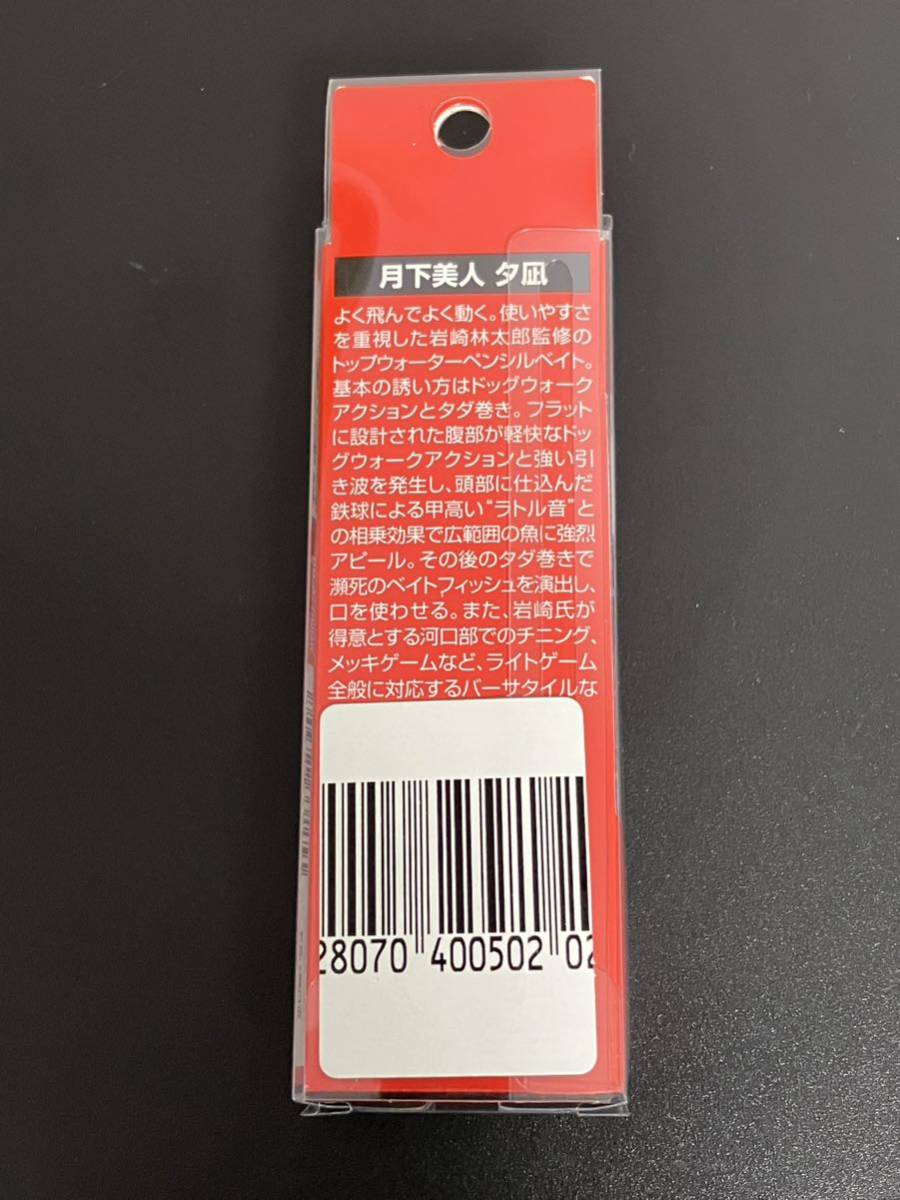 月下美人 夕凪
よく飛んでよく動く。使いやすさ
を重視した岩崎林太郎監修の
トップウォーターペンシルベイト。
基本の誘い方はドッグウォーク
アクションとタダ巻き。フラット
に設計された腹部が軽快なドッ
グウォークアクションと強い引
き波を発生し、頭部に仕込んだ
鉄球による甲高い“ラトル音”と
の相乗効果で広範囲の魚に強烈
アピール。その後のタダ巻きで
瀕死のベイトフィッシュを演出し、
口を使わせる。また、岩崎氏が
得意とする河口部でのチニング、
メッキゲームなど、ライトゲーム
全般に対応するバーサタイルな
28070 400502 02